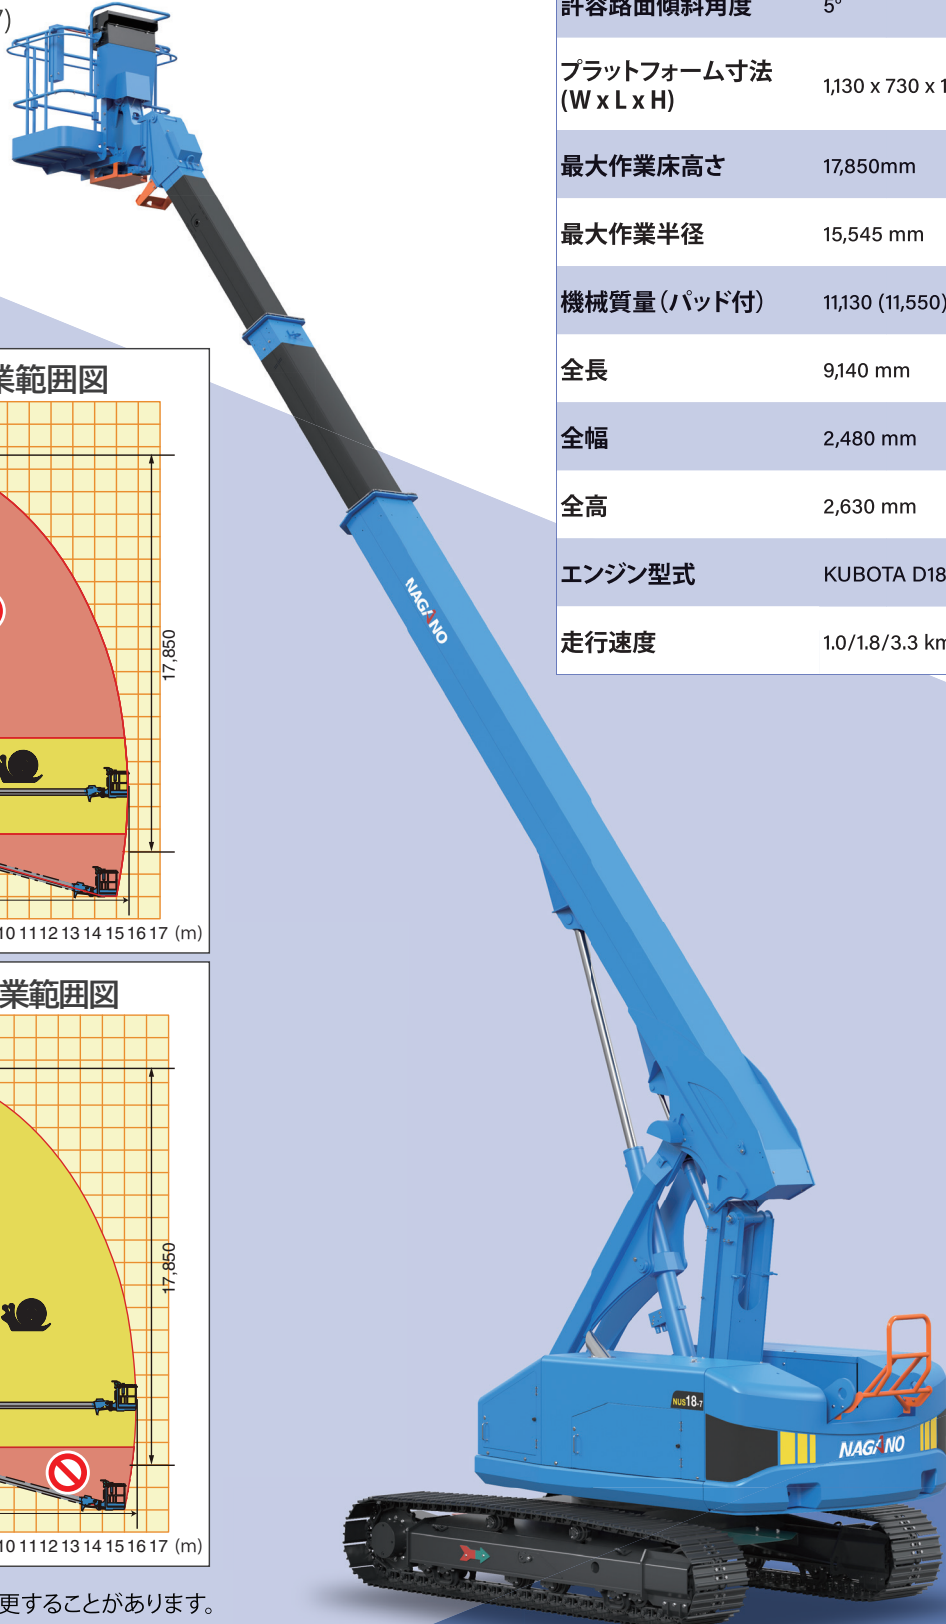 7)
許容路面傾斜角度 5°
プラットフォーム寸法
(W x L x H) 1,130 x 730 x 1
最大作業床高さ 17,850mm
最大作業半径 15,545 mm
機械質量（パッド付） 11,130 (11,550)
全長 9,140 mm
全幅 2,480 mm
全高 2,630 mm
エンジン型式 KUBOTA D18
走行速度 1.0/1.8/3.3 km
業範囲図
17,850
10 11 12 13 14 15 16 17 (m)
業範囲図
17,850
10 11 12 13 14 15 16 17 (m)
更することがあります。
NAGANO
NUS18-7
NAGANO